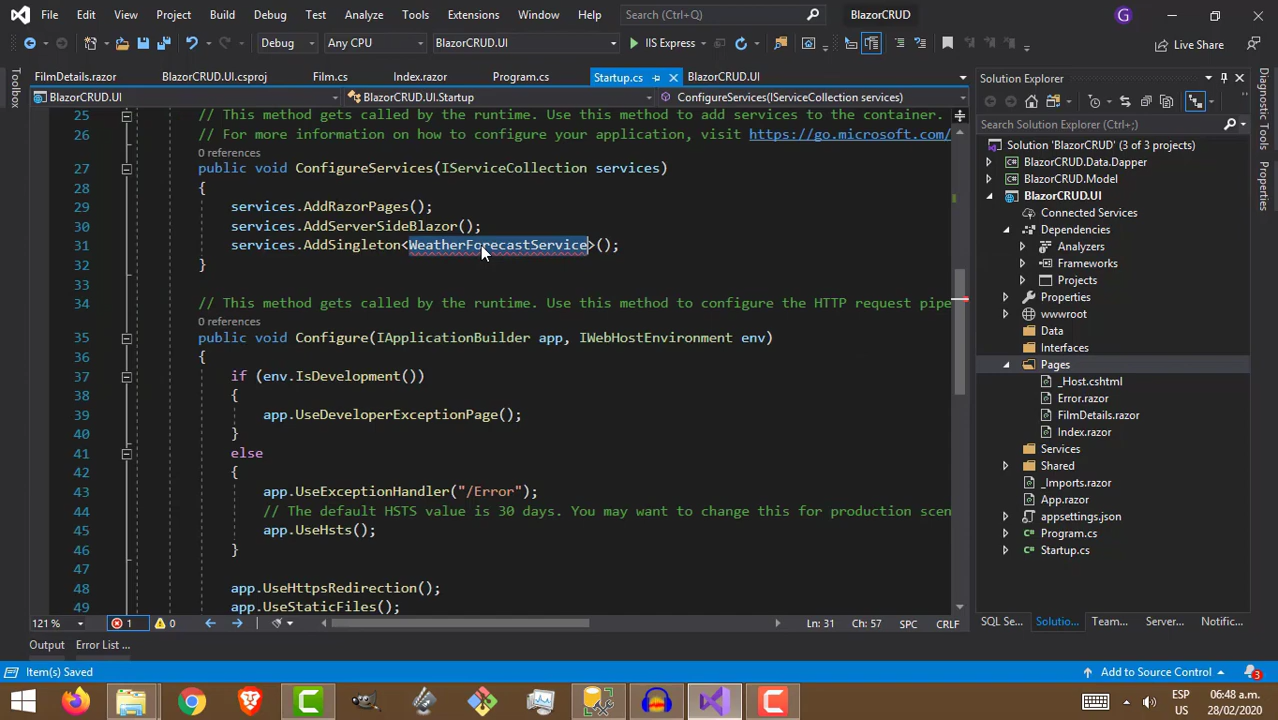 File Edit View Project Build Debug Test Analyze Tools Extensions Window Help Search (Ctrl+Q) BlazorCRUD G
Debug Any CPU BlazorCRUD.UI IIS Express Live Share
FilmDetails.razor BlazorCRUD.UI.csproj Film.cs Index.razor Program.cs Startup.cs BlazorCRUD.UI
BlazorCRUD.UI BlazorCRUD.UI.Startup ConfigureServices(IServiceCollection services)
Toolbox
25 // This method gets called by the runtime. Use this method to add services to the container.
26 // For more information on how to configure your application, visit https://go.microsoft.com/
0 references
27 public void ConfigureServices(IServiceCollection services)
28 {
29 services.AddRazorPages();
30 services.AddServerSideBlazor();
31 services.AddSingleton<WeatherForecastService>();
32 }
33
34 // This method gets called by the runtime. Use this method to configure the HTTP request pipe
0 references
35 public void Configure(IApplicationBuilder app, IWebHostEnvironment env)
36 {
37 if (env.IsDevelopment())
38 {
39 app.UseDeveloperExceptionPage();
40 }
41 else
42 {
43 app.UseExceptionHandler("/Error");
44 // The default HSTS value is 30 days. You may want to change this for production scen
45 app.UseHsts();
46 }
47
48 app.UseHttpsRedirection();
49 app.UseStaticFiles();
121 % 1 0 Ln: 31 Ch: 57 SPC CRLF
Output Error List ...
Solution Explorer
Search Solution Explorer (Ctrl+;)
Solution 'BlazorCRUD' (3 of 3 projects)
BlazorCRUD.Data.Dapper
BlazorCRUD.Model
BlazorCRUD.UI
Connected Services
Dependencies
Analyzers
Frameworks
Projects
Properties
wwwroot
Data
Interfaces
Pages
_Host.cshtml
Error.razor
FilmDetails.razor
Index.razor
Services
Shared
_Imports.razor
App.razor
appsettings.json
Program.cs
Startup.cs
SQL Se... Solutio... Team... Server... Notific...
Diagnostic Tools
Properties
Item(s) Saved Add to Source Control 3
ESP 06:48 a.m.
US 28/02/2020